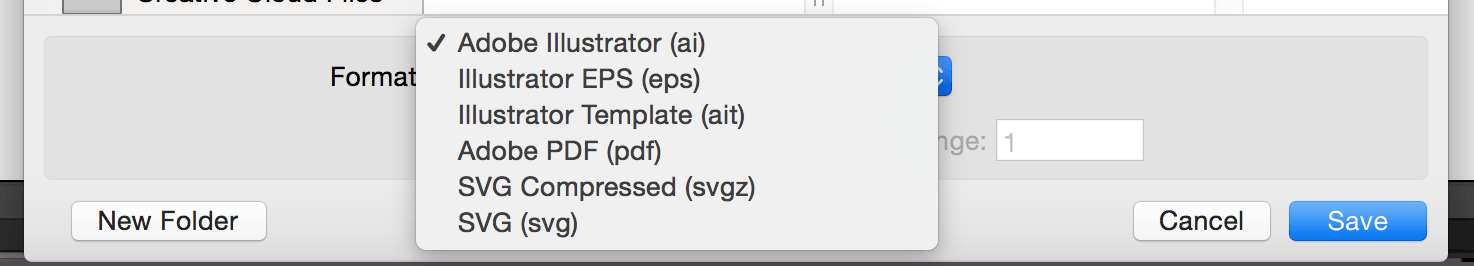 Creative Cloud Files
Adobe Illustrator (ai)
Format
Illustrator EPS (eps)
Illustrator Template (ait)
nge: 1
Adobe PDF (pdf)
SVG Compressed (svgz)
SVG (svg)
New Folder
Cancel
Save